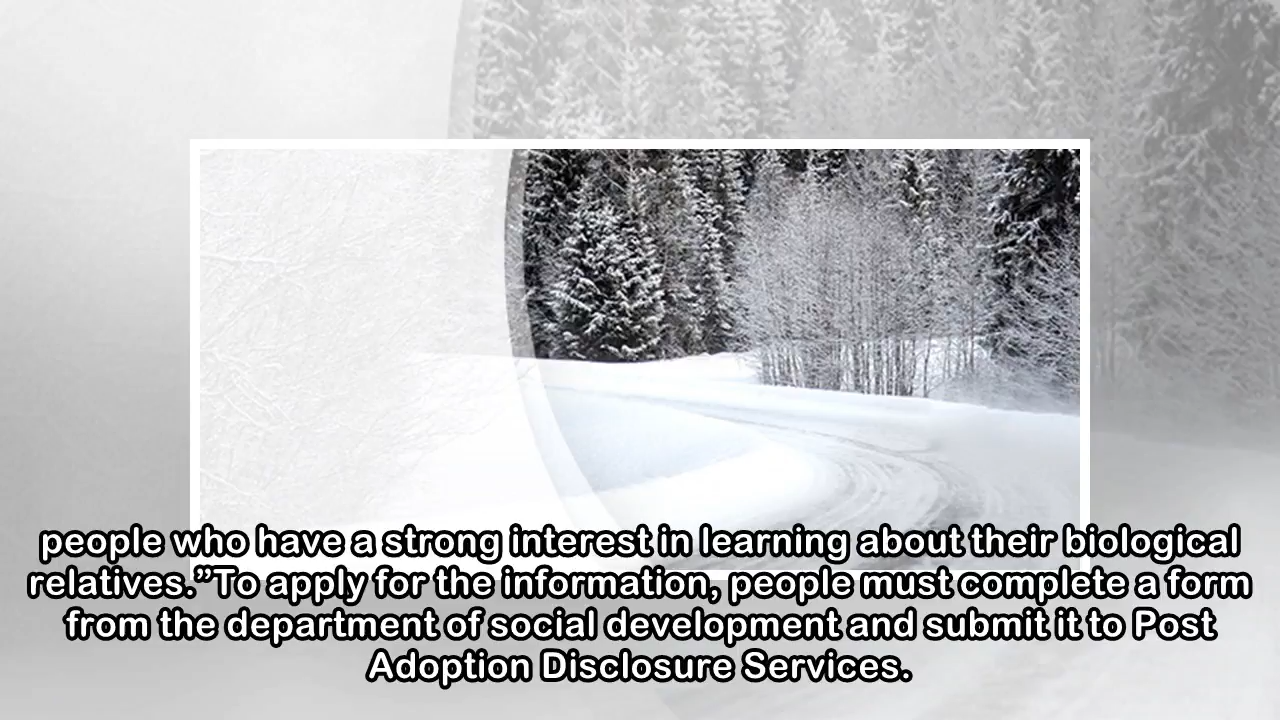 people who have a strong interest in learning about their biological
relatives.”To apply for the information, people must complete a form
from the department of social development and submit it to Post
Adoption Disclosure Services.